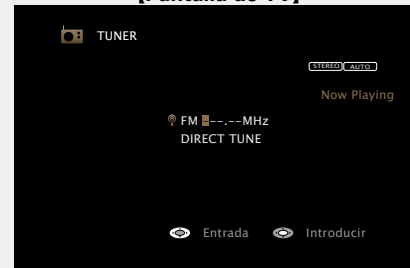 [Pantalla de TV]
TUNER
STEREO AUTO
Now Playing
FM --.--MHz
DIRECT TUNE
Entrada Introducir